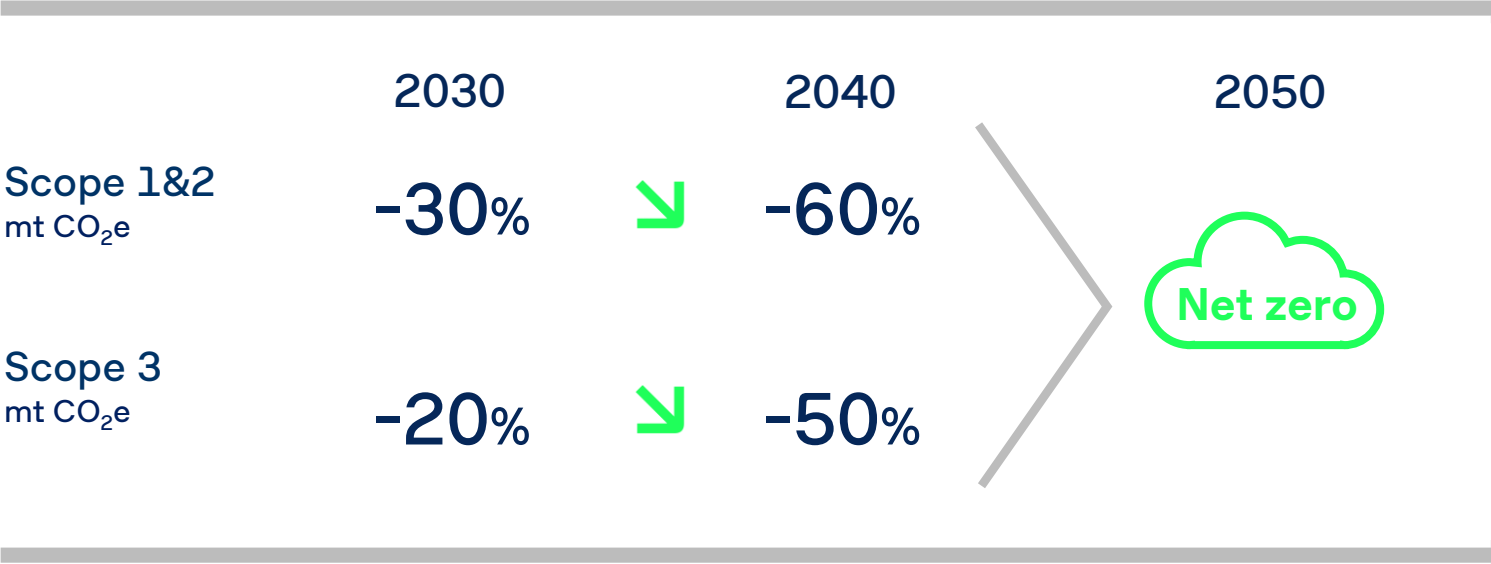 2030 2040 2050
Scope 1&2
mt CO₂e
-30% -60%
Net zero
Scope 3
mt CO₂e
-20% -50%